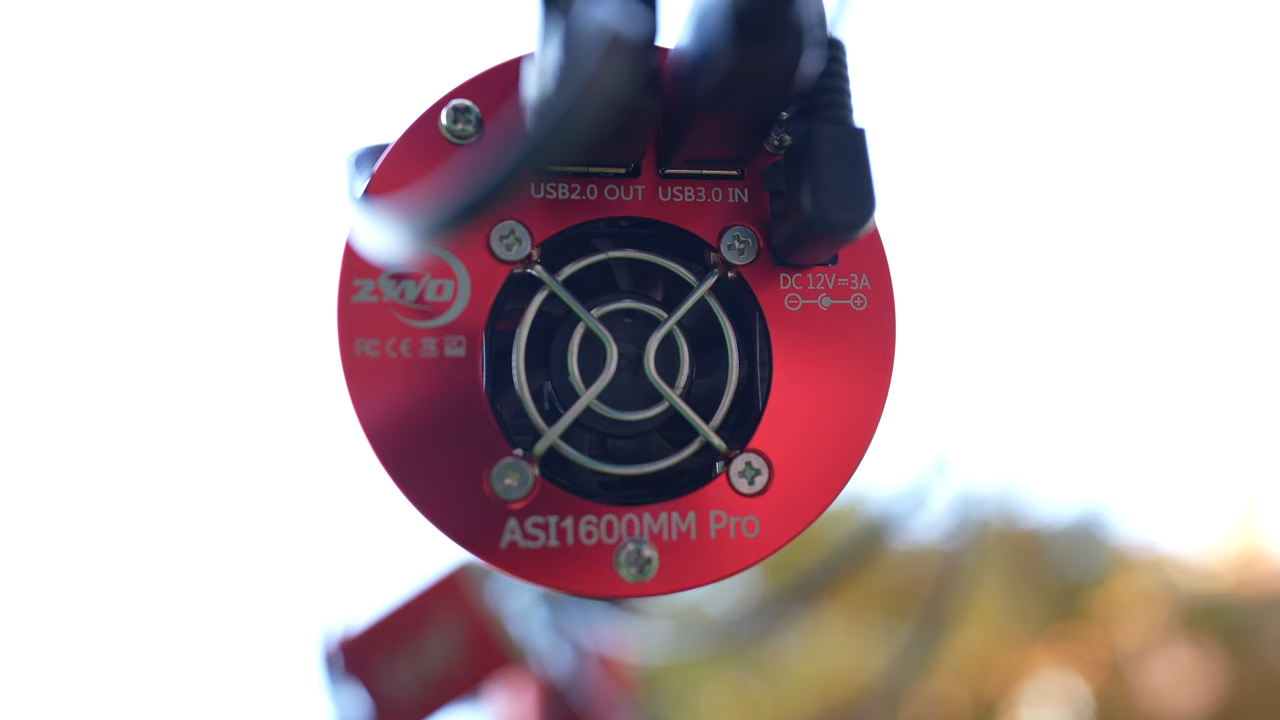 USB2.0 OUT USB3.0 IN
ZWO
DC 12V⎓3A
FC CE
ASI1600MM Pro